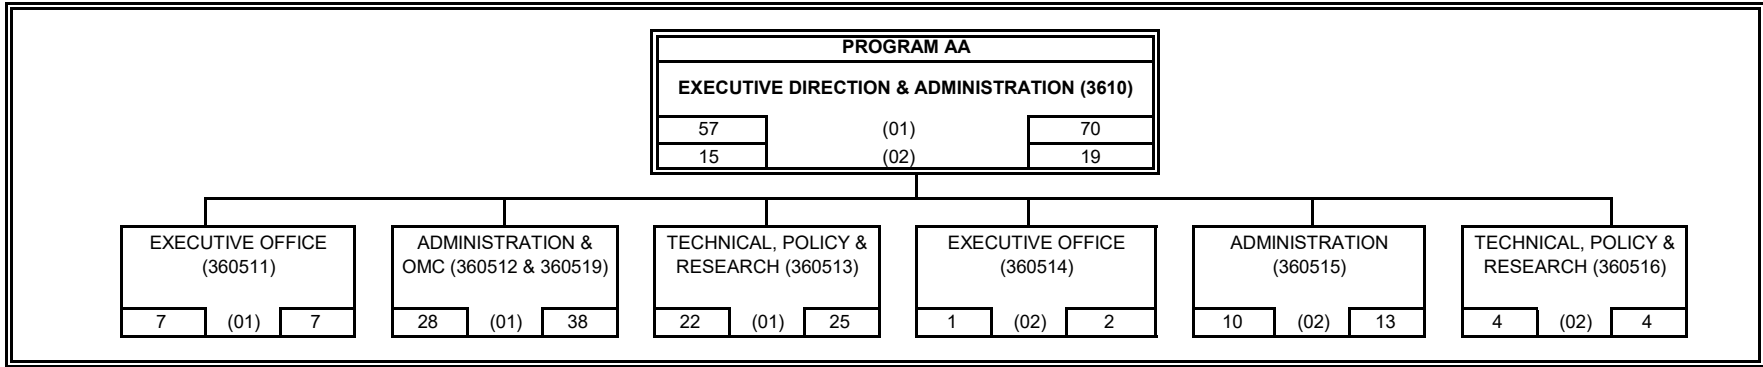 PROGRAM AA
EXECUTIVE DIRECTION & ADMINISTRATION (3610)
57 (01) 70
15 (02) 19
EXECUTIVE OFFICE
(360511)
7 (01) 7
ADMINISTRATION &
OMC (360512 & 360519)
28 (01) 38
TECHNICAL, POLICY &
RESEARCH (360513)
22 (01) 25
EXECUTIVE OFFICE
(360514)
1 (02) 2
ADMINISTRATION
(360515)
10 (02) 13
TECHNICAL, POLICY &
RESEARCH (360516)
4 (02) 4